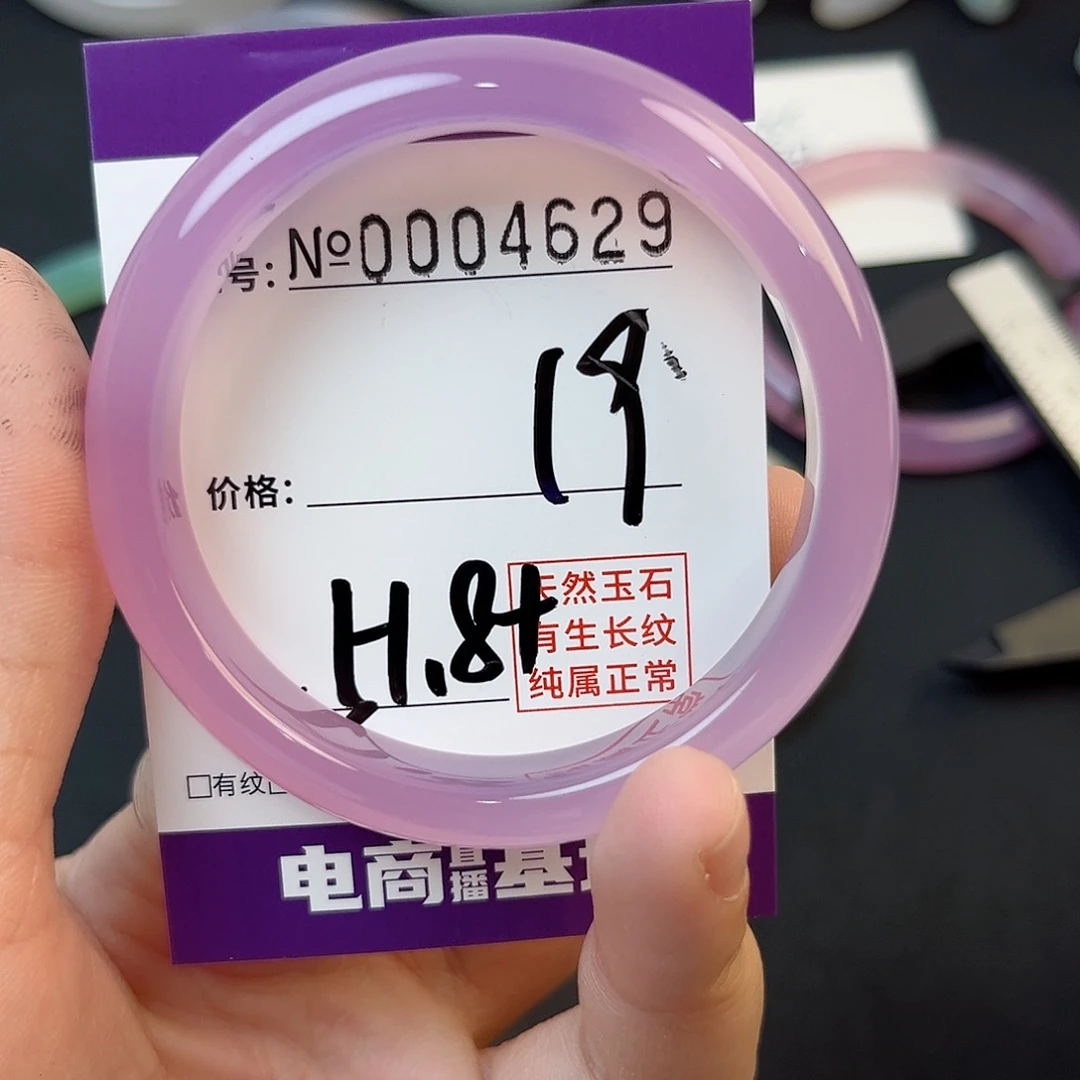 号: №0004629
19
价格:
H.8+
天然玉石
有生长纹
纯属正常
□有纹□
电商直播基